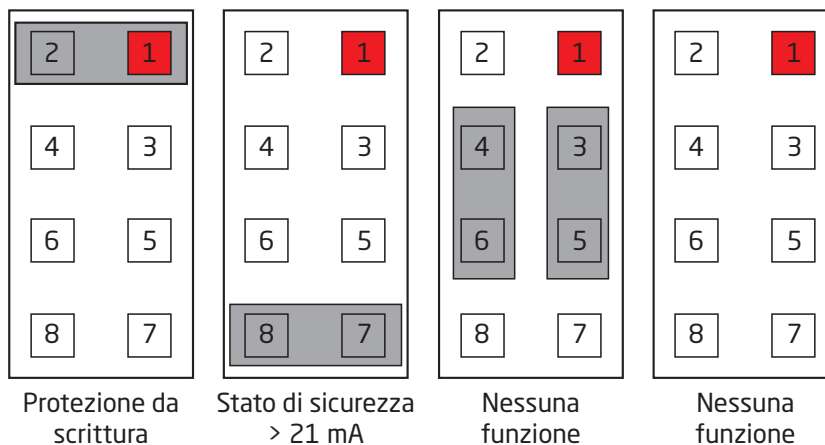 2 1 2 1 2 1 2 1
4 3 4 3 4 3 4 3
6 5 6 5 6 5 6 5
8 7 8 7 8 7 8 7
Protezione da Stato di sicurezza Nessuna Nessuna
scrittura > 21 mA funzione funzione